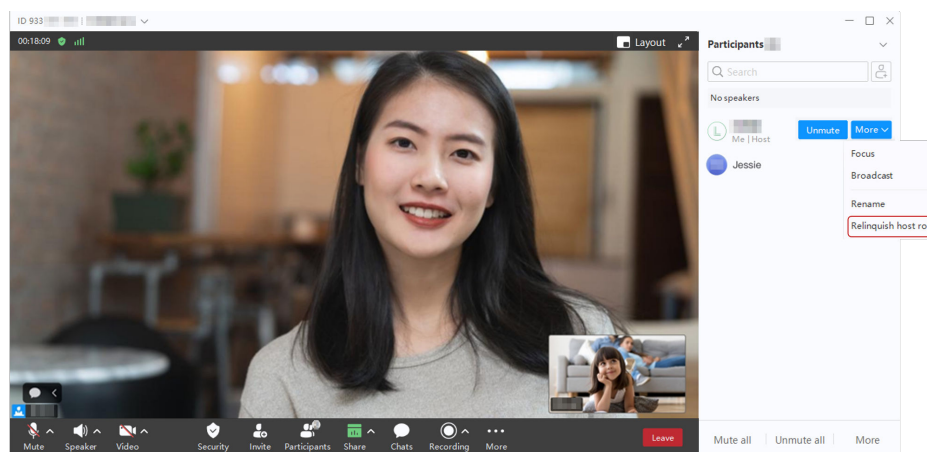 ID 933
00:18:09
Layout
Participants
Search
No speakers
L
Me | Host
Unmute
More
Jessie
Focus
Broadcast
Rename
Relinquish host ro
Mute
Speaker
Video
Security
Invite
2
Participants
Share
Chats
Recording
More
Leave
Mute all
Unmute all
More